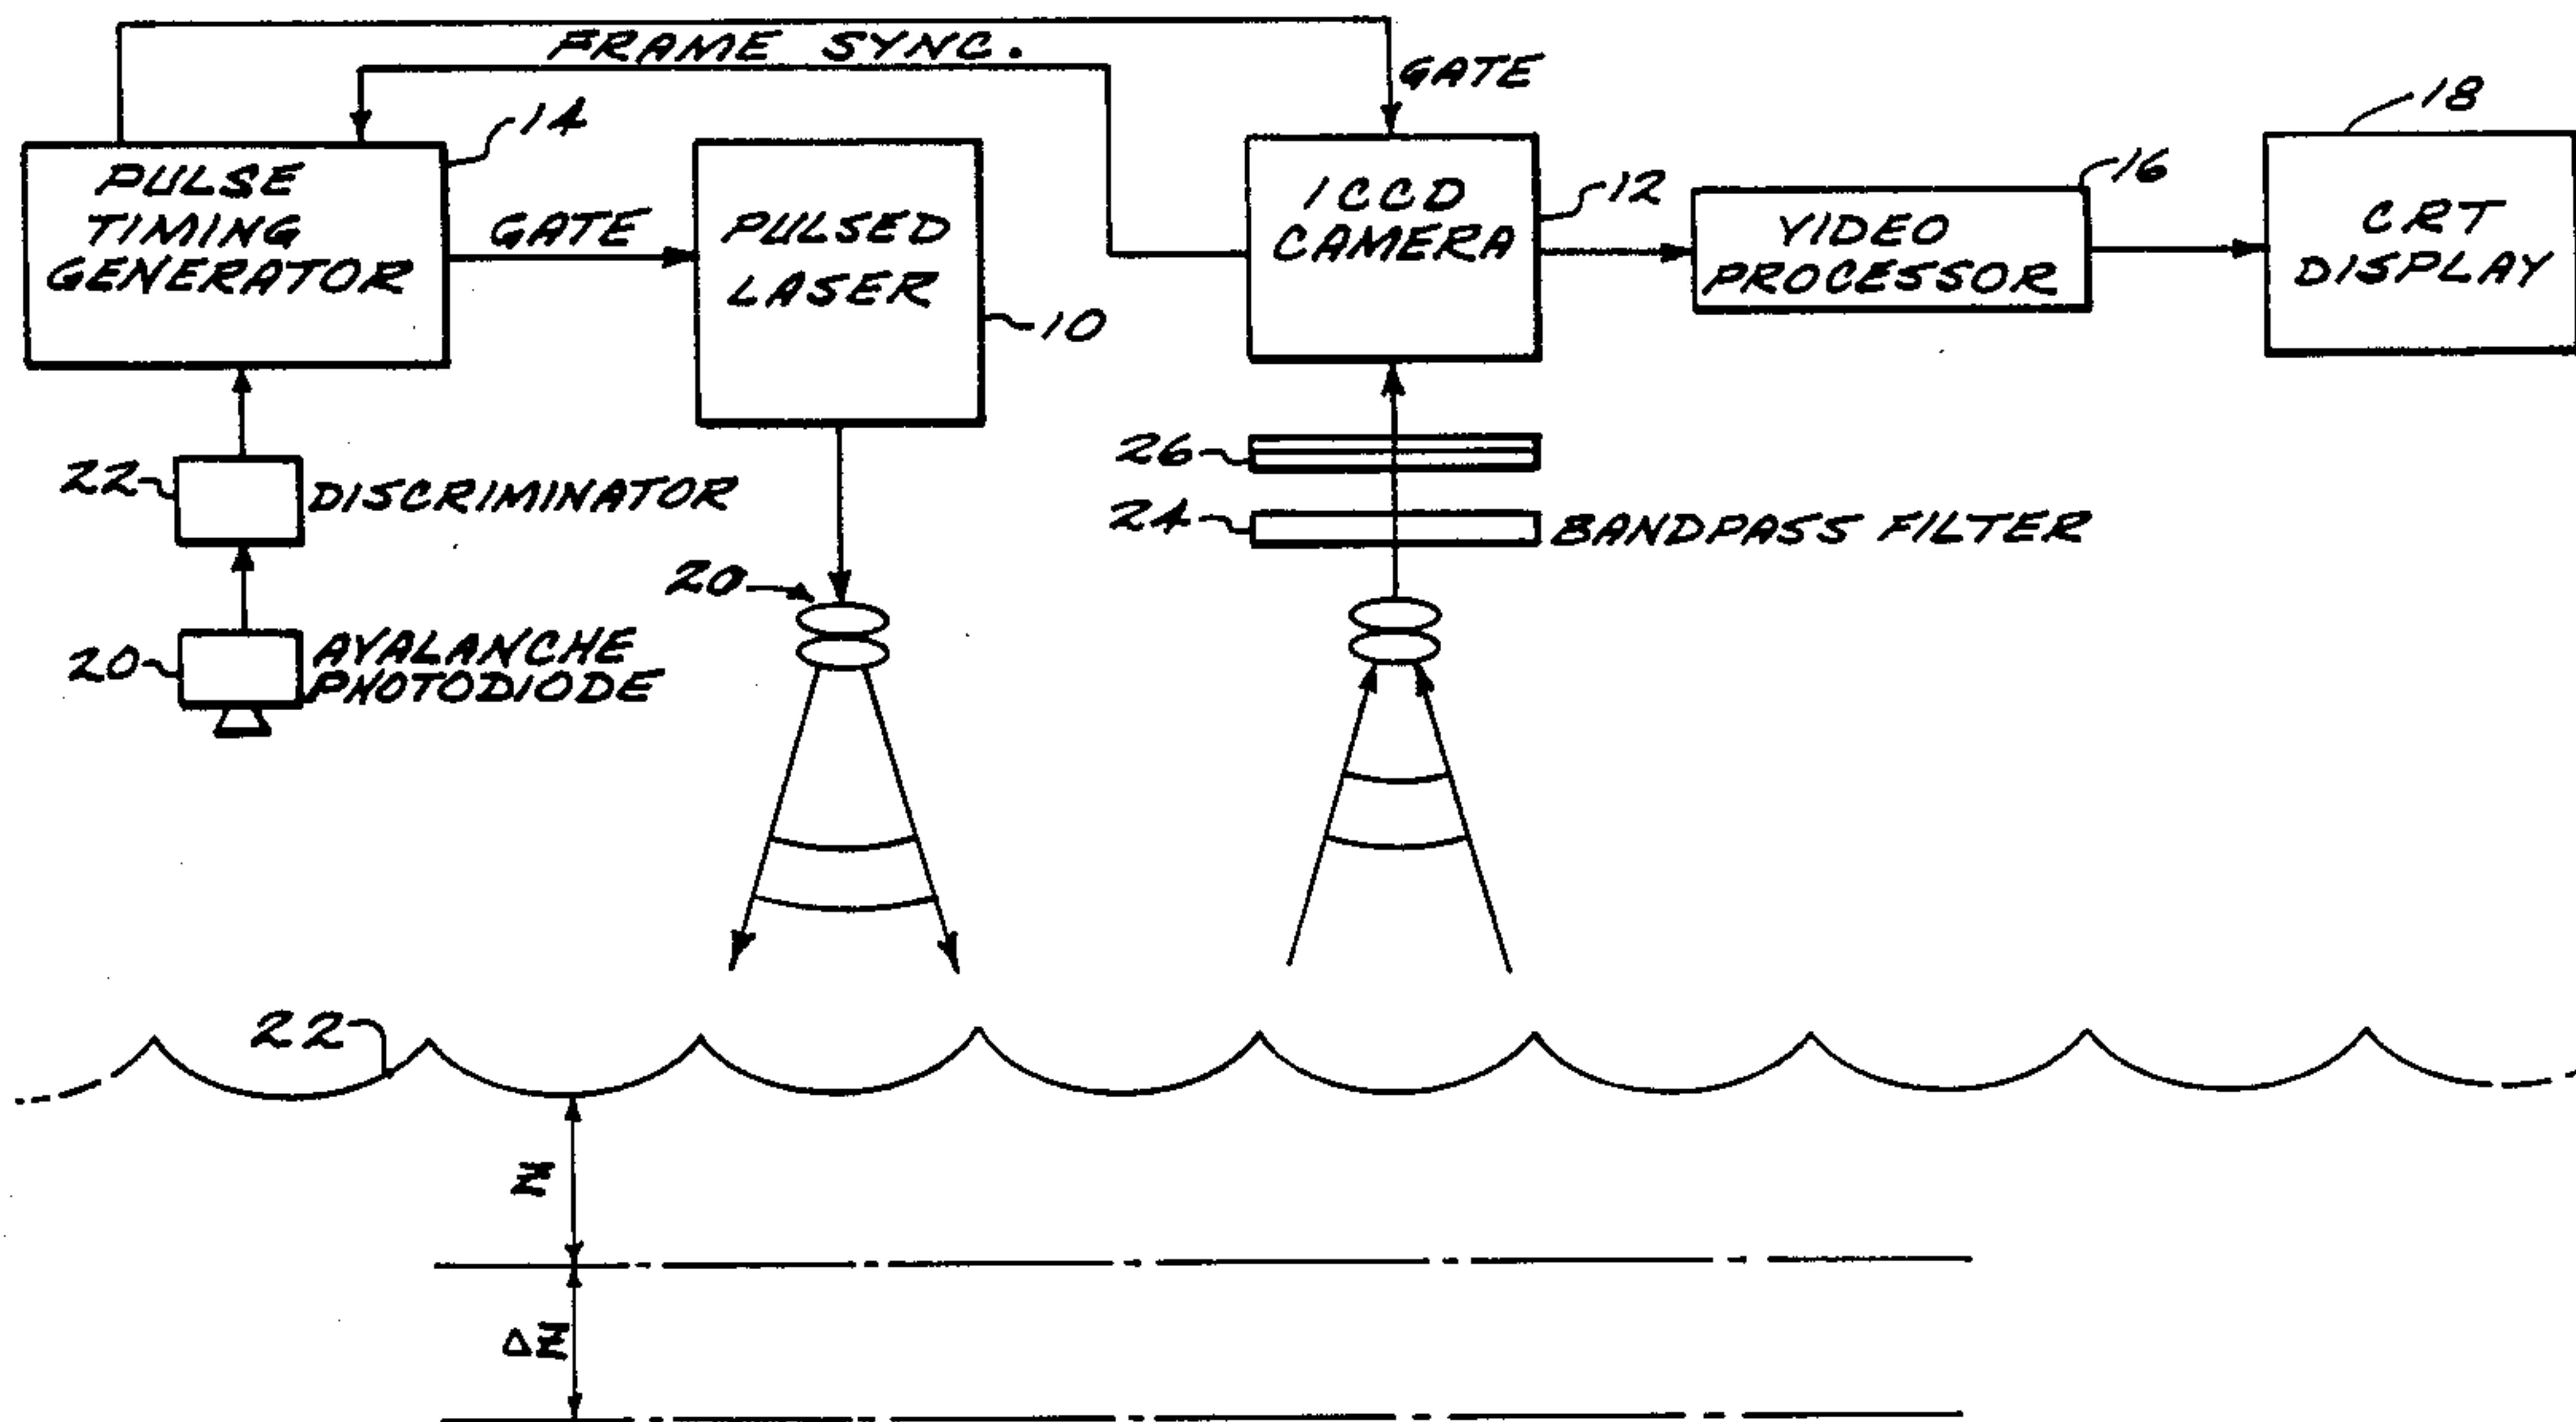 FRAME SYNC.
GATE
14
18
PULSE
TIMING
GENERATOR
GATE
PULSED
LASER
10
ICCD
CAMERA
12
16
VIDEO
PROCESSOR
CRT
DISPLAY
26
22
DISCRIMINATOR
24
BANDPASS FILTER
20
20
AVALANCHE
PHOTODIODE
22
Z
ΔZ